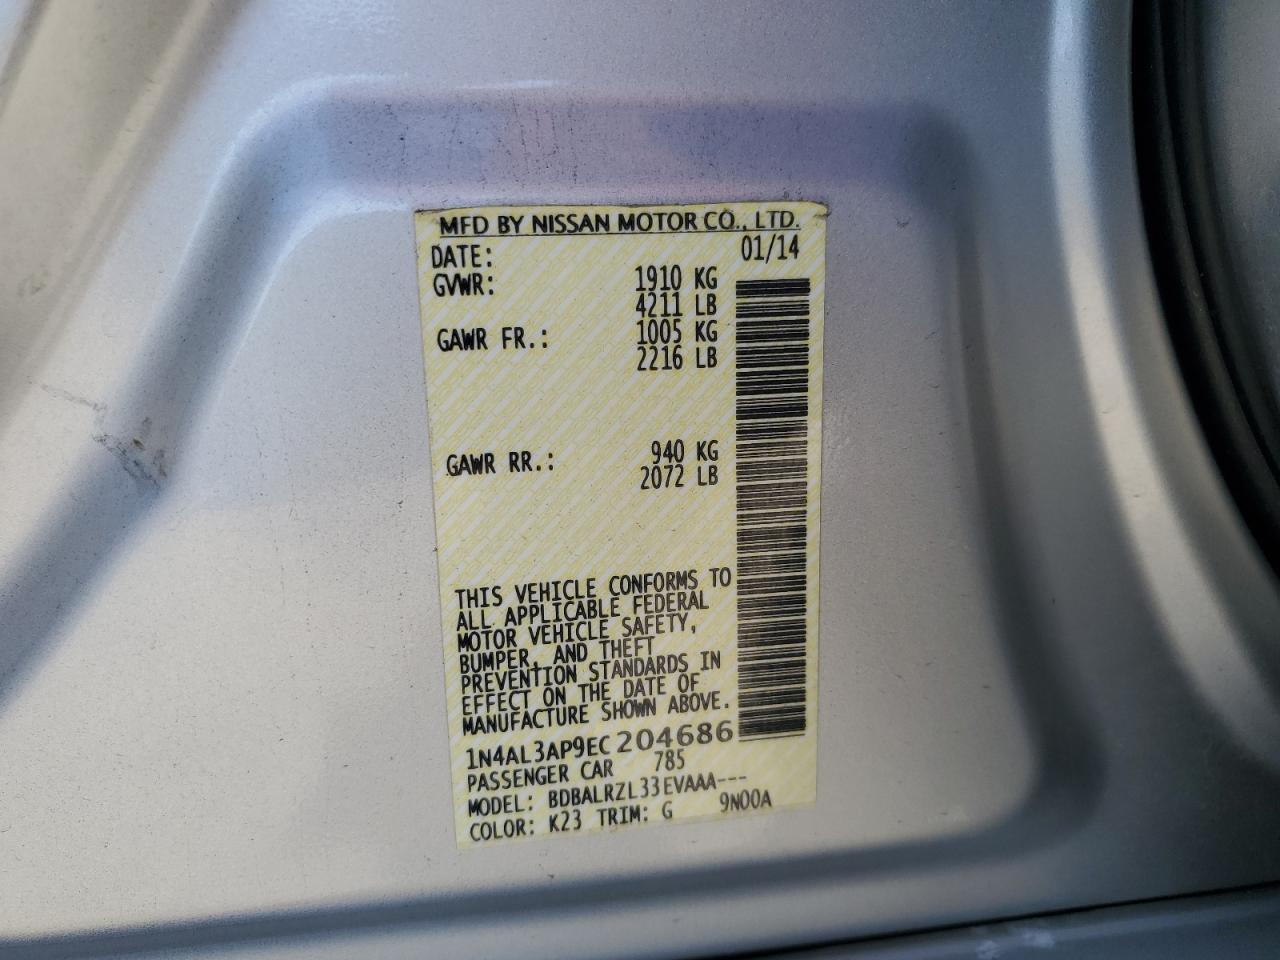 MFD BY NISSAN MOTOR CO., LTD.
DATE: 01/14
GVWR: 1910 KG
4211 LB
GAWR FR.: 1005 KG
2216 LB
GAWR RR.: 940 KG
2072 LB
THIS VEHICLE CONFORMS TO
ALL APPLICABLE FEDERAL
MOTOR VEHICLE SAFETY,
BUMPER, AND THEFT
PREVENTION STANDARDS IN
EFFECT ON THE DATE OF
MANUFACTURE SHOWN ABOVE.
1N4AL3AP9EC204686
PASSENGER CAR 785
MODEL: BDBALRZL33EVAAA---
COLOR: K23 TRIM: G 9N00A